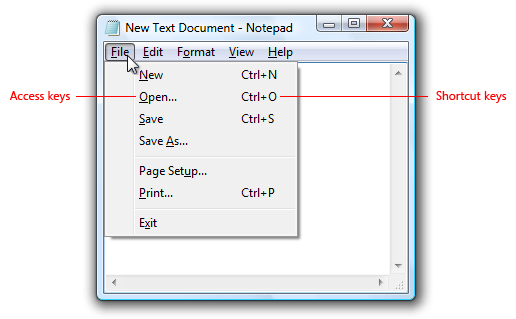 New Text Document - Notepad
File Edit Format View Help
New Ctrl+N
Access keys Open... Ctrl+O Shortcut keys
Save Ctrl+S
Save As...
Page Setup...
Print... Ctrl+P
Exit